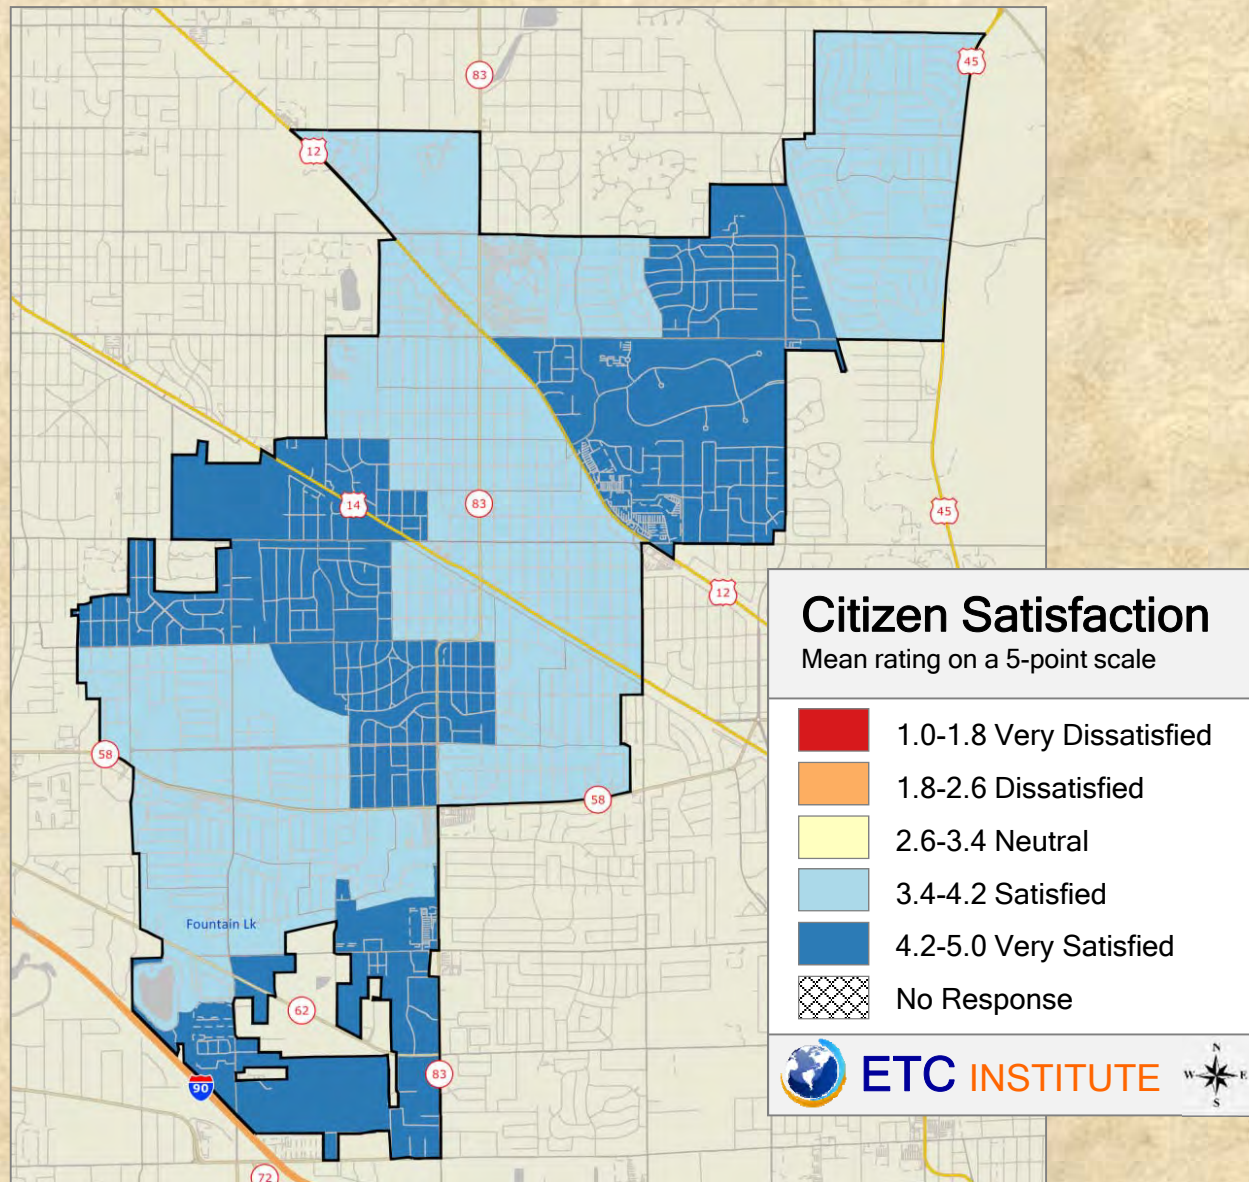 45
83
12
14
83
45
12
58
58
Fountain Lk
62
83
90
72
Citizen Satisfaction
Mean rating on a 5-point scale
1.0-1.8 Very Dissatisfied
1.8-2.6 Dissatisfied
2.6-3.4 Neutral
3.4-4.2 Satisfied
4.2-5.0 Very Satisfied
No Response
ETC INSTITUTE
N
W E
S